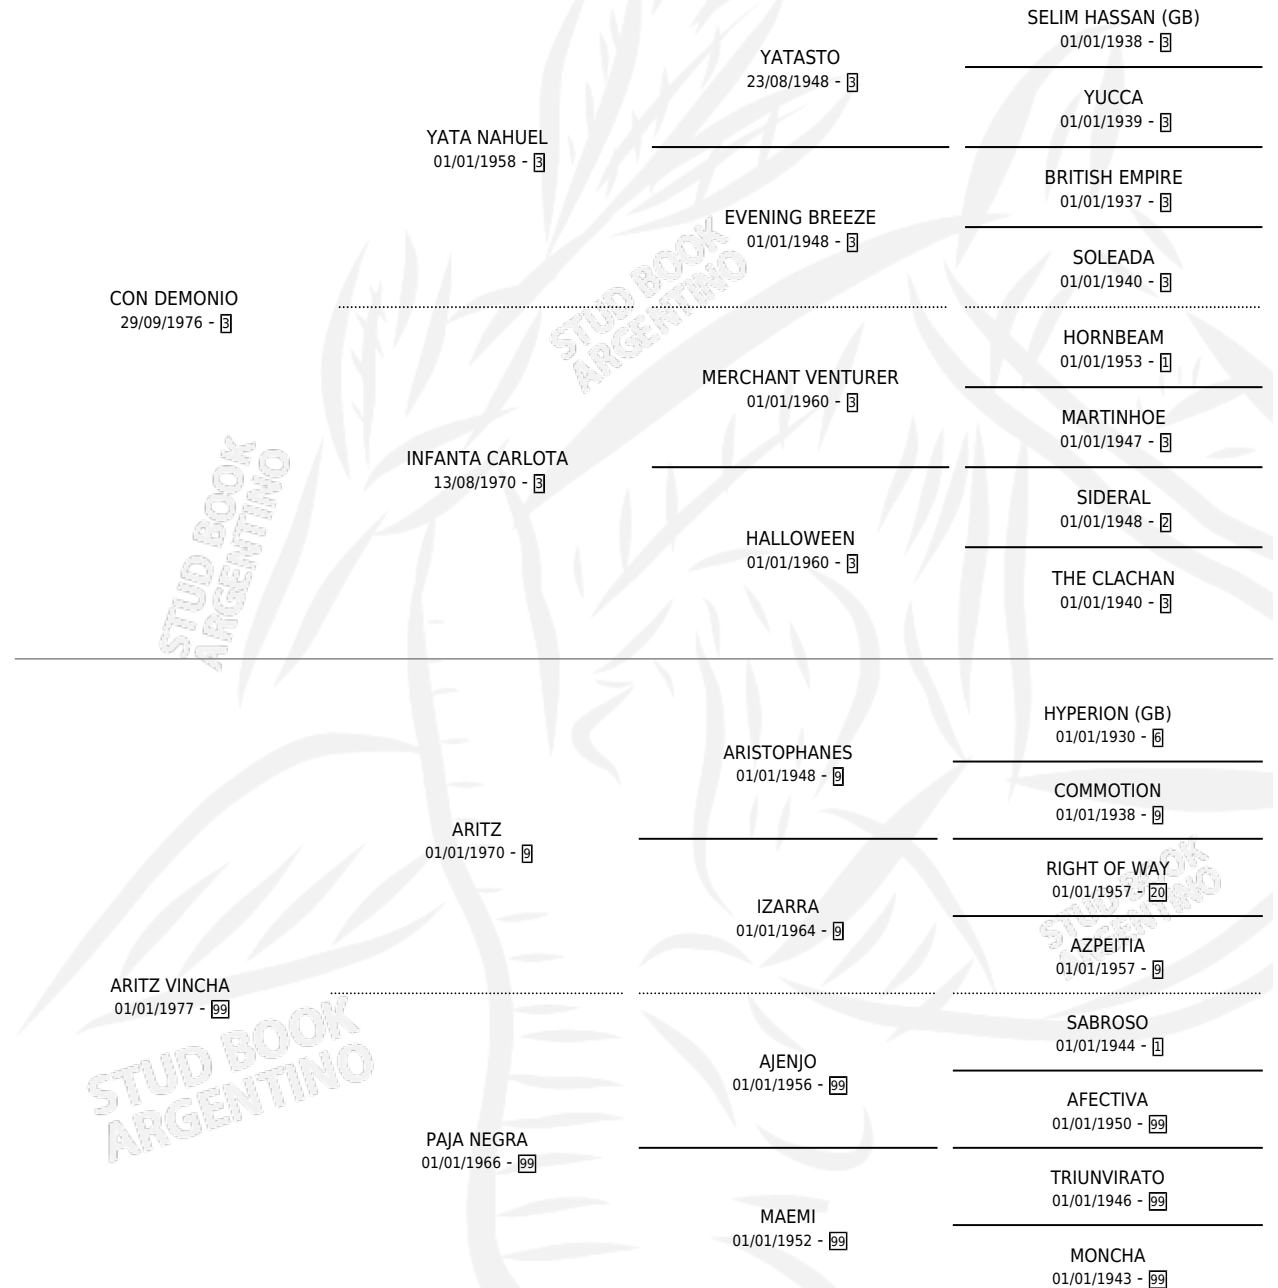 SELIM HASSAN (GB)
01/01/1938 - 3
YATASTO
23/08/1948 - 3
YUCCA
01/01/1939 - 3
YATA NAHUEL
01/01/1958 - 3
BRITISH EMPIRE
01/01/1937 - 3
EVENING BREEZE
01/01/1948 - 3
SOLEADA
01/01/1940 - 3
CON DEMONIO
29/09/1976 - 3
HORNBEAM
01/01/1953 - 1
MERCHANT VENTURER
01/01/1960 - 3
MARTINHOE
01/01/1947 - 3
INFANTA CARLOTA
13/08/1970 - 3
SIDERAL
01/01/1948 - 2
HALLOWEEN
01/01/1960 - 3
THE CLACHAN
01/01/1940 - 3
STUD BOOK
ARGENTINO
STUD BOOK
ARGENTINO
HYPERION (GB)
01/01/1930 - 6
ARISTOPHANES
01/01/1948 - 9
COMMOTION
01/01/1938 - 9
ARITZ
01/01/1970 - 9
RIGHT OF WAY
01/01/1957 - 20
IZARRA
01/01/1964 - 9
AZPEITIA
01/01/1957 - 9
STUD BOOK
ARGENTINO
ARITZ VINCHA
01/01/1977 - 99
SABROSO
01/01/1944 - 1
AJENJO
01/01/1956 - 99
AFECTIVA
01/01/1950 - 99
PAJA NEGRA
01/01/1966 - 99
TRIUNVIRATO
01/01/1946 - 99
MAEMI
01/01/1952 - 99
MONCHA
01/01/1943 - 99
STUD BOOK
ARGENTINO